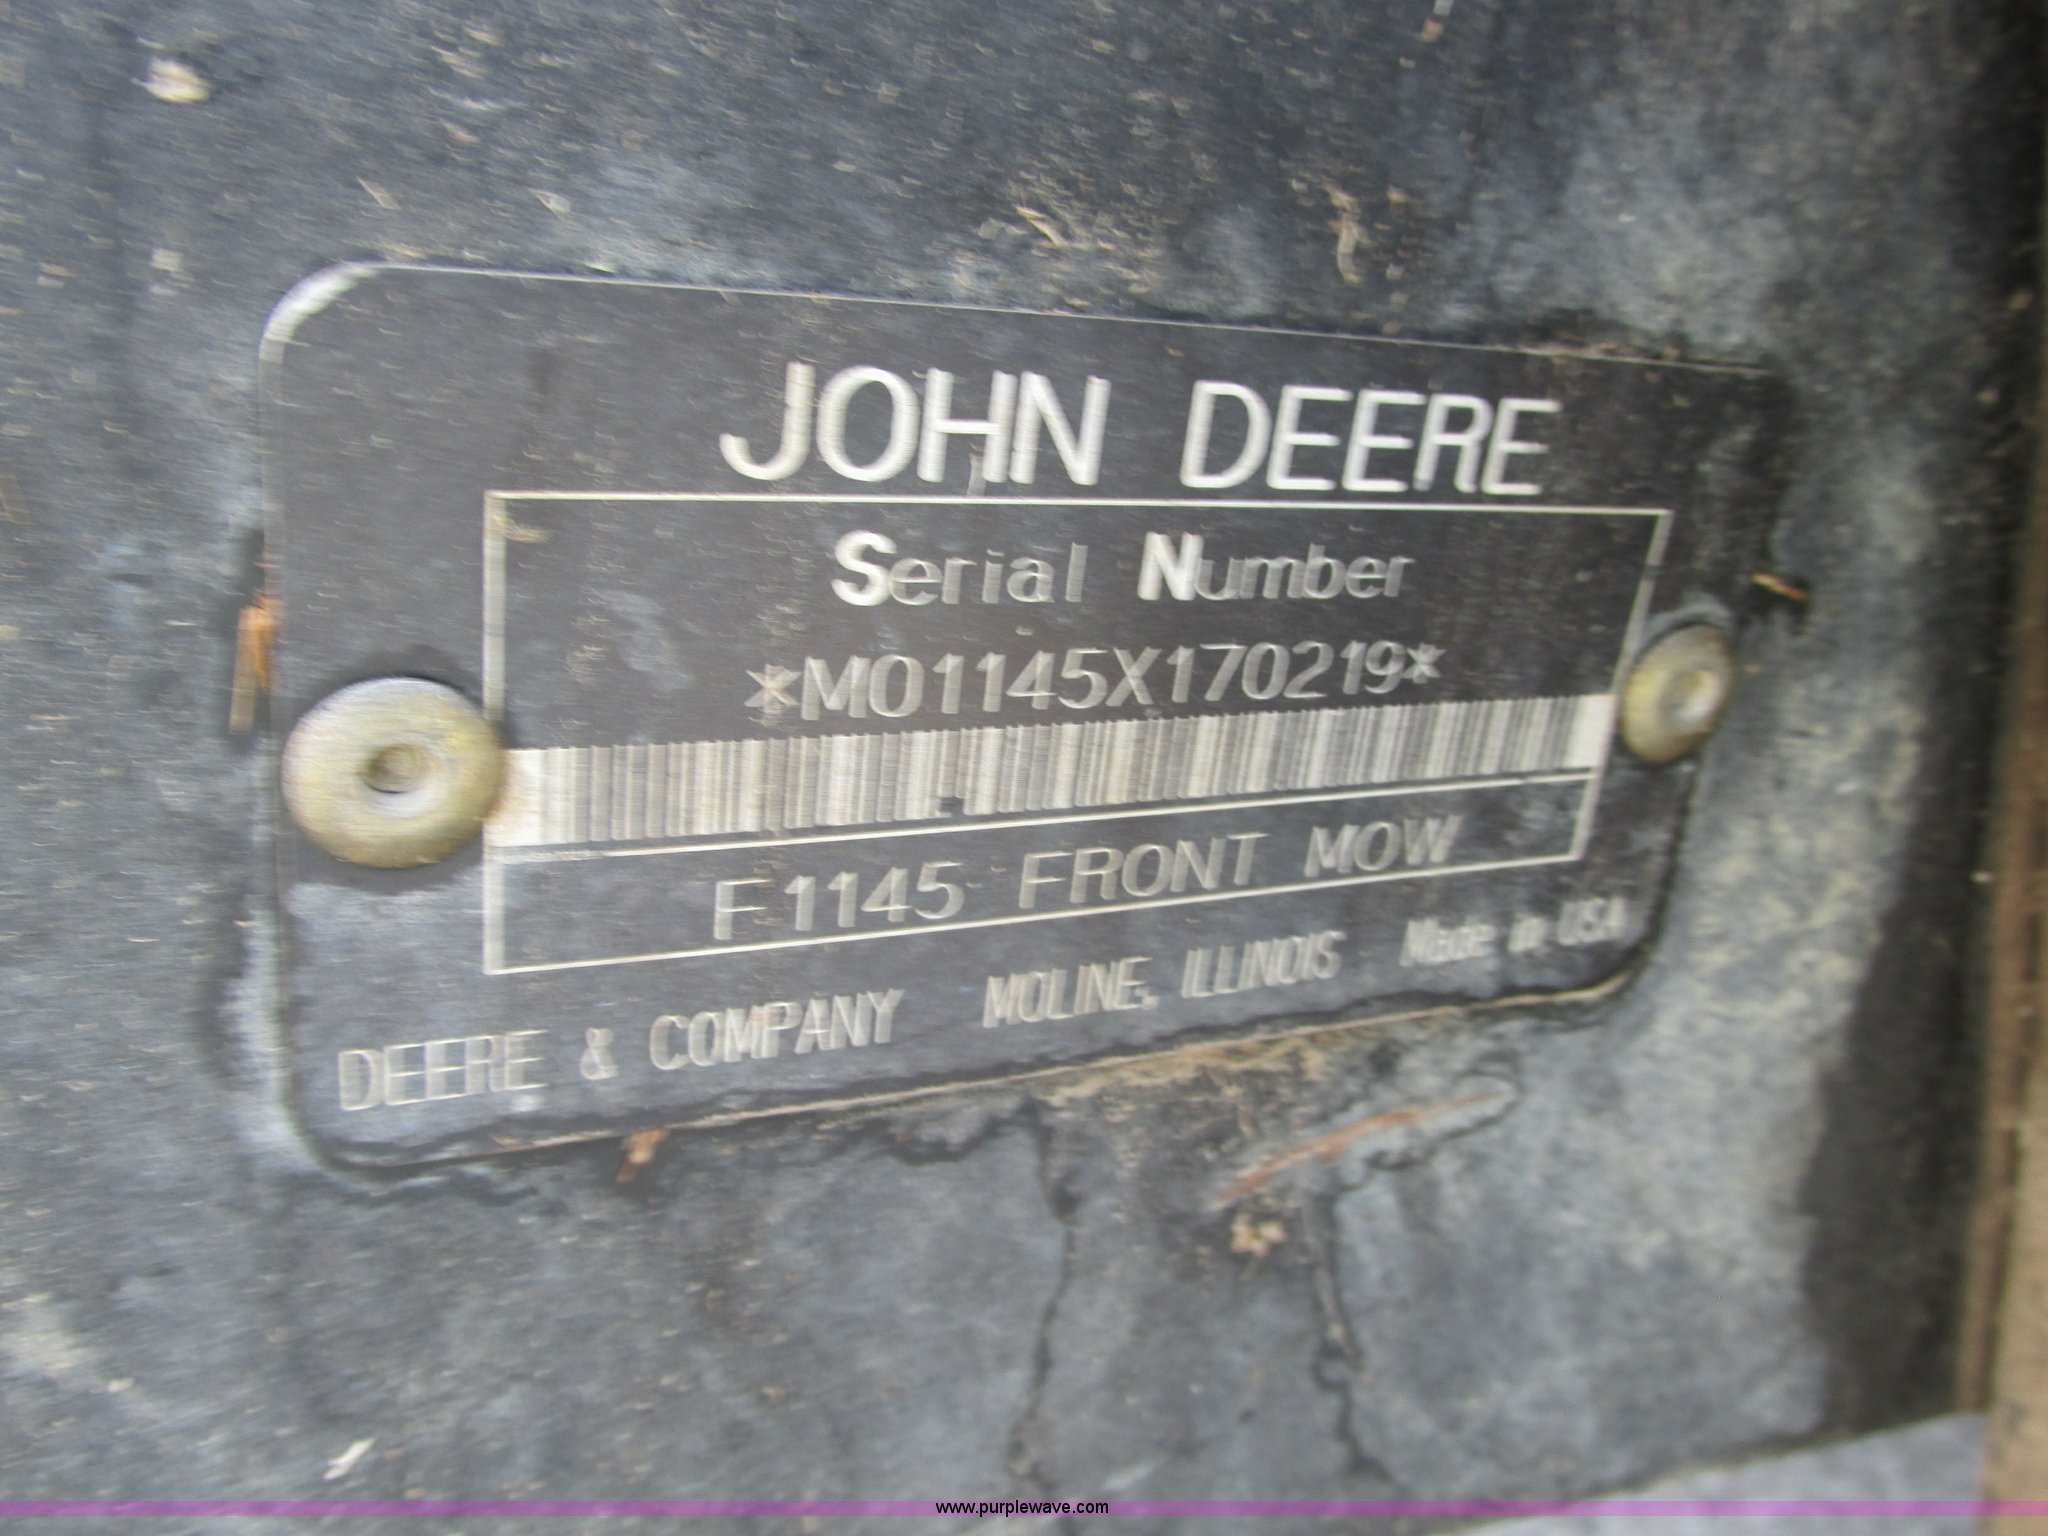 JOHN DEERE
Serial Number
*M01145X170219*
F1145 FRONT MOW
DEERE & COMPANY MOLINE, ILLINOIS Made in USA
www.purplewave.com